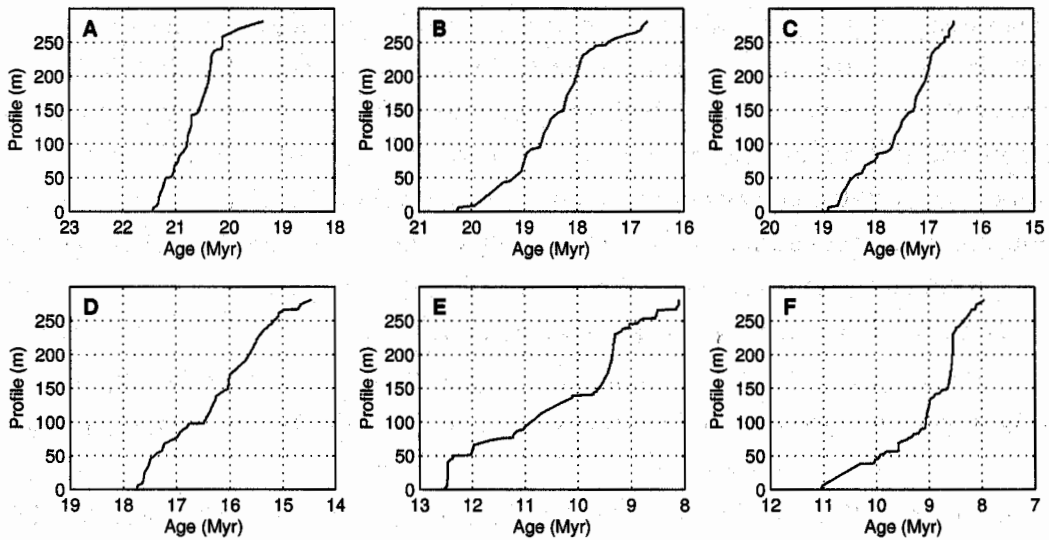 A
B
C
250
200
150
100
50
0
Profile (m)
23 22 21 20 19 18
Age (Myr)
250
200
150
100
50
0
Profile (m)
21 20 19 18 17 16
Age (Myr)
250
200
150
100
50
0
Profile (m)
20 19 18 17 16 15
Age (Myr)
D
E
F
250
200
150
100
50
0
Profile (m)
19 18 17 16 15 14
Age (Myr)
250
200
150
100
50
0
Profile (m)
13 12 11 10 9 8
Age (Myr)
250
200
150
100
50
0
Profile (m)
12 11 10 9 8 7
Age (Myr)